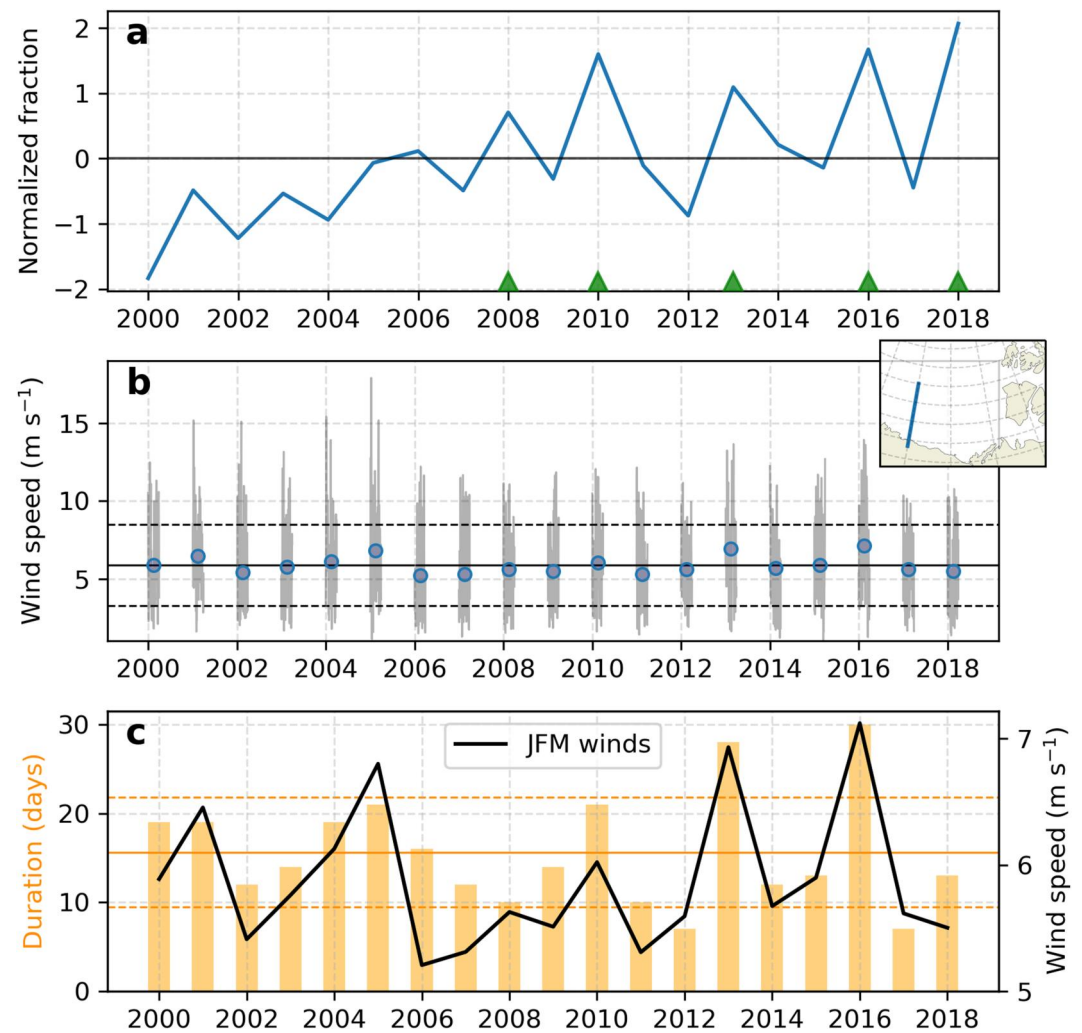 a
Normalized fraction
2
1
0
−1
−2
2000 2002 2004 2006 2008 2010 2012 2014 2016 2018
b
Wind speed (m s⁻¹)
15
10
5
2000 2002 2004 2006 2008 2010 2012 2014 2016 2018
c
JFM winds
Duration (days)
30
20
10
0
7
6
5
Wind speed (m s⁻¹)
2000 2002 2004 2006 2008 2010 2012 2014 2016 2018